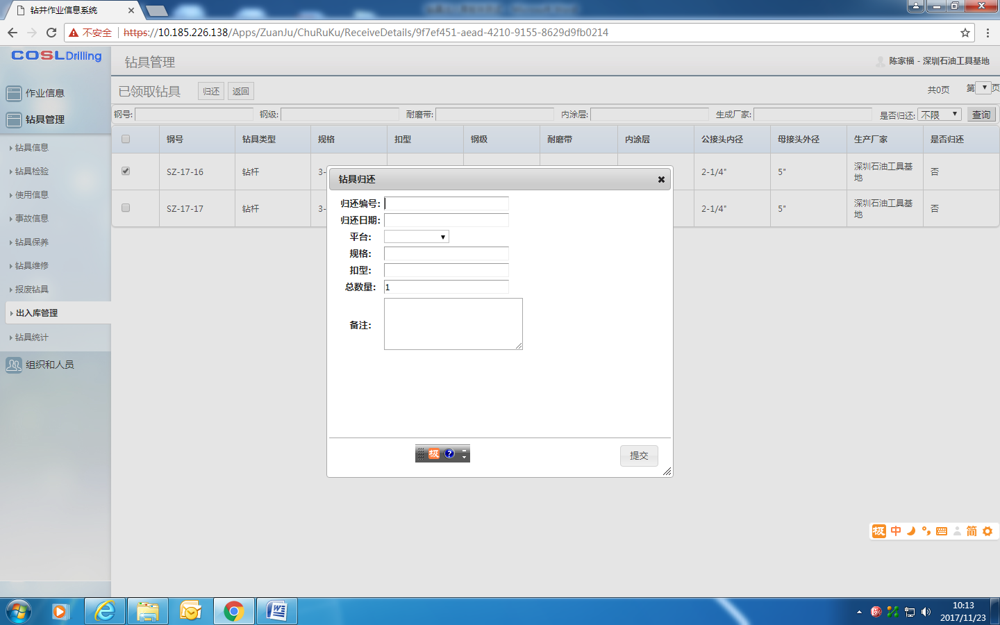 钻井作业信息系统
不安全 https://10.185.226.138/Apps/ZuanJu/ChuRuKu/ReceiveDetails/9f7ef451-aead-4210-9155-8629d9fb0214
COSL Drilling
钻具管理
陈家福 - 深圳石油工具基地
作业信息
钻具管理
钻具信息
钻具检验
使用信息
事故信息
钻具保养
钻具维修
报废钻具
出入库管理
钻具统计
组织和人员
已领取钻具 归还 返回 共0页 第 页
钢号: 钢级: 耐磨带: 内涂层: 生成厂家: 是否归还: 不限 查询
钢号 钻具类型 规格 扣型 钢级 耐磨带 内涂层 公接头内径 母接头外径 生产厂家 是否归还
SZ-17-16 钻杆 3- 2-1/4" 5" 深圳石油工具基地 否
SZ-17-17 钻杆 3- 2-1/4" 5" 深圳石油工具基地 否
钻具归还
归还编号:
归还日期:
平台:
规格:
扣型:
总数量: 1
备注:
极 ?
提交
极 中 简
10:13
2017/11/23